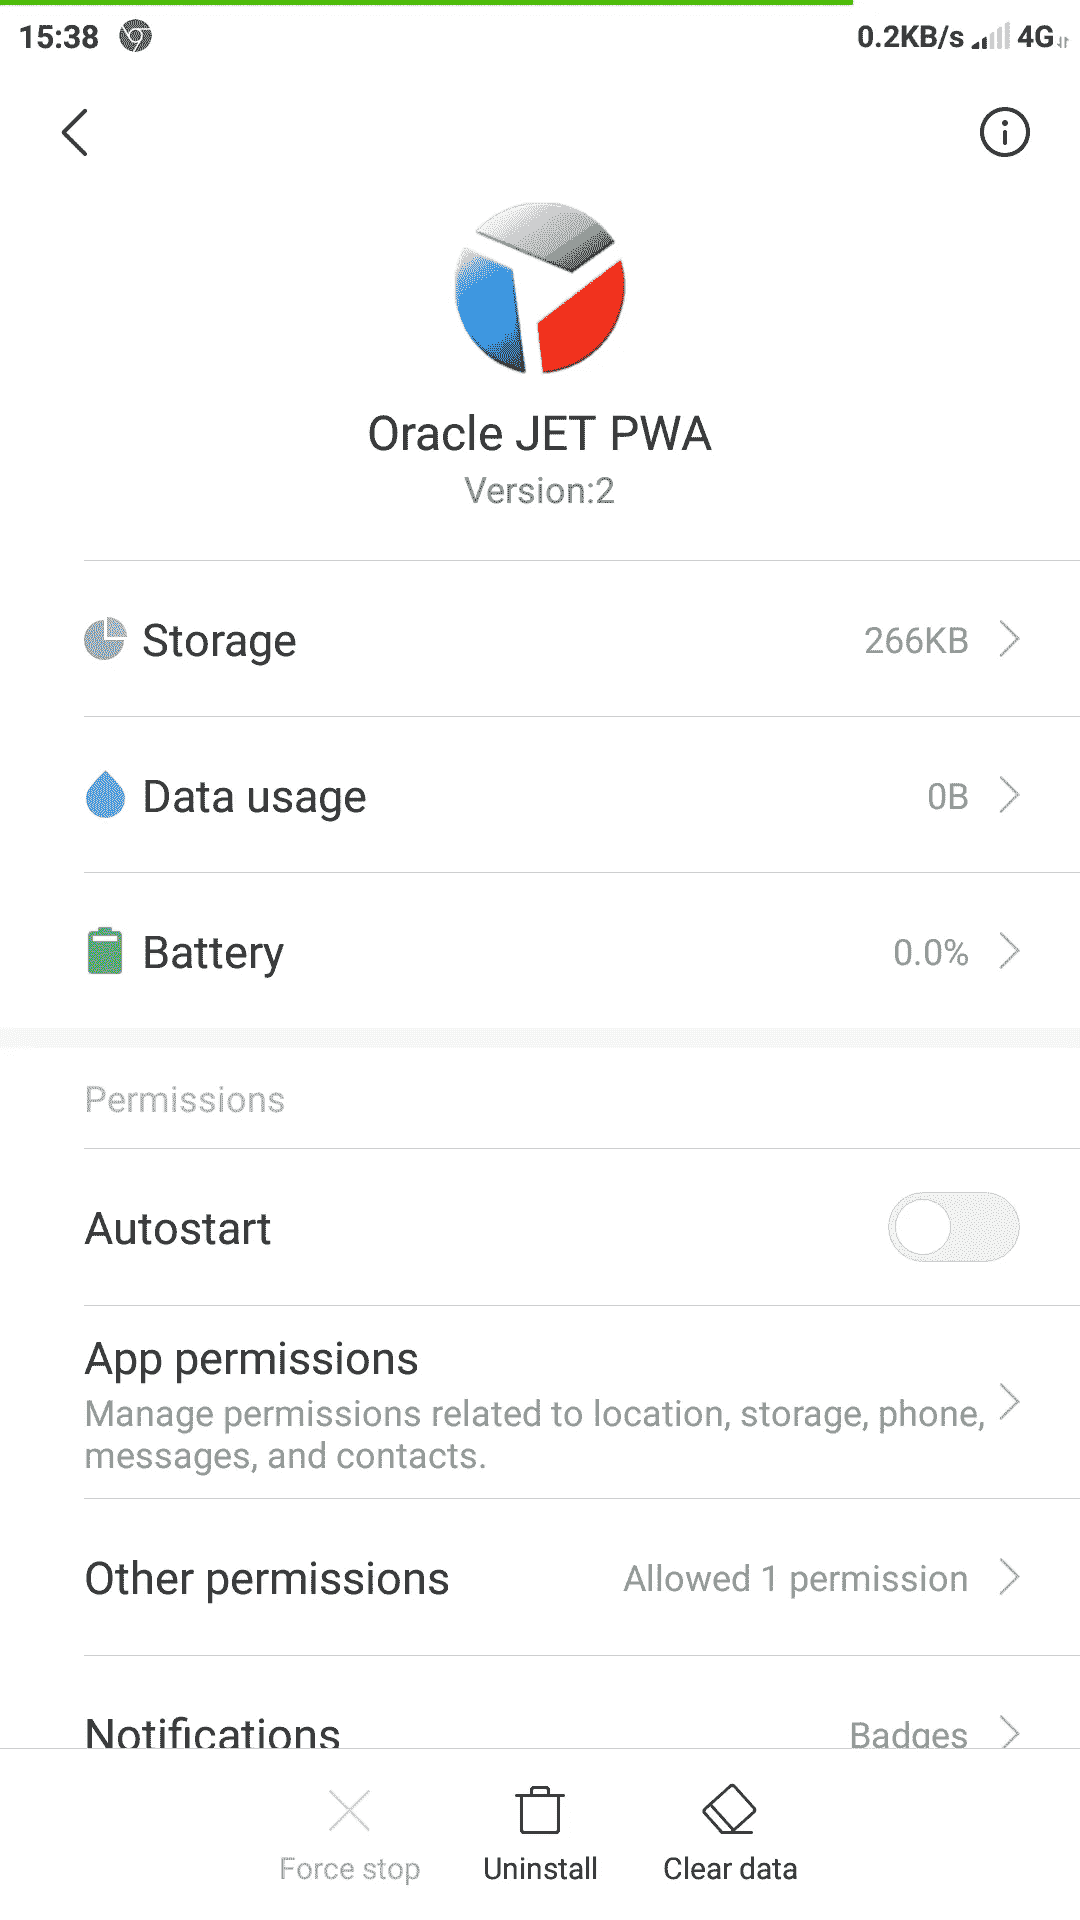 15:38 0.2KB/s 4G
Oracle JET PWA
Version:2
Storage 266KB
Data usage 0B
Battery 0.0%
Permissions
Autostart
App permissions
Manage permissions related to location, storage, phone,
messages, and contacts.
Other permissions Allowed 1 permission
Notifications Badges
Force stop Uninstall Clear data